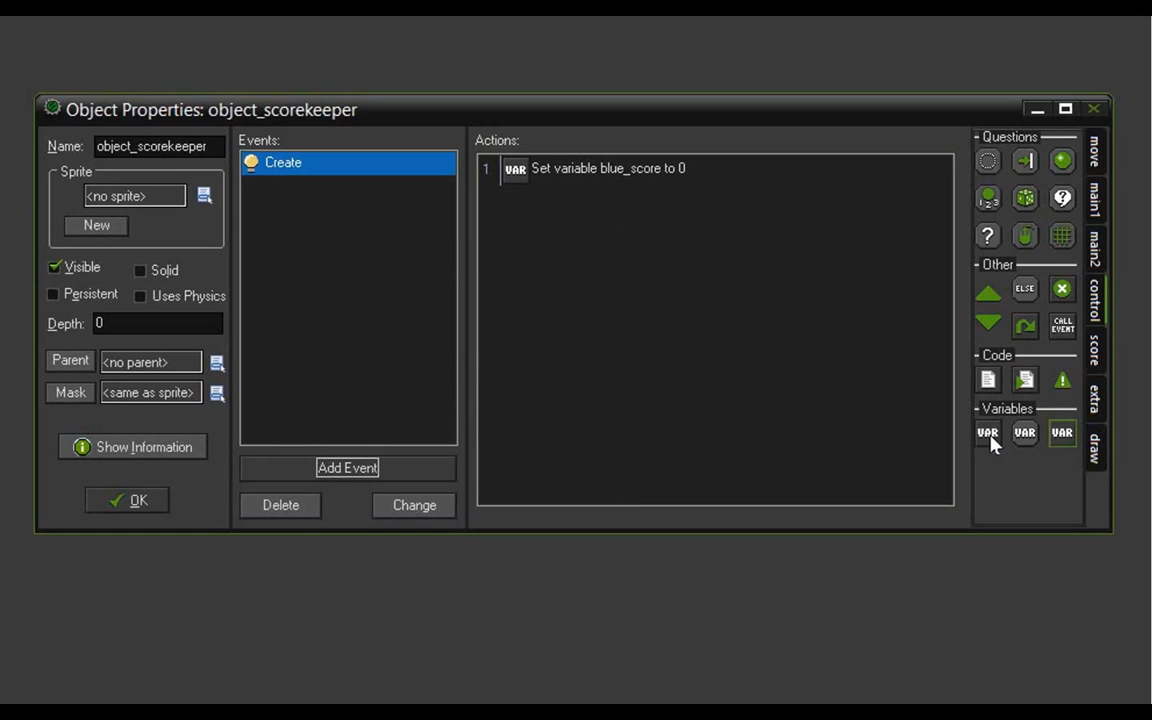 Object Properties: object_scorekeeper
Name: object_scorekeeper
Sprite
<no sprite>
New
Visible
Solid
Persistent
Uses Physics
Depth: 0
Parent <no parent>
Mask <same as sprite>
Show Information
OK
Events:
Create
Add Event
Delete
Change
Actions:
1 VAR Set variable blue_score to 0
Questions
1 2 3
?
?
Other
ELSE
CALL EVENT
Code
Variables
VAR VAR VAR
move
main1
main2
control
score
extra
draw